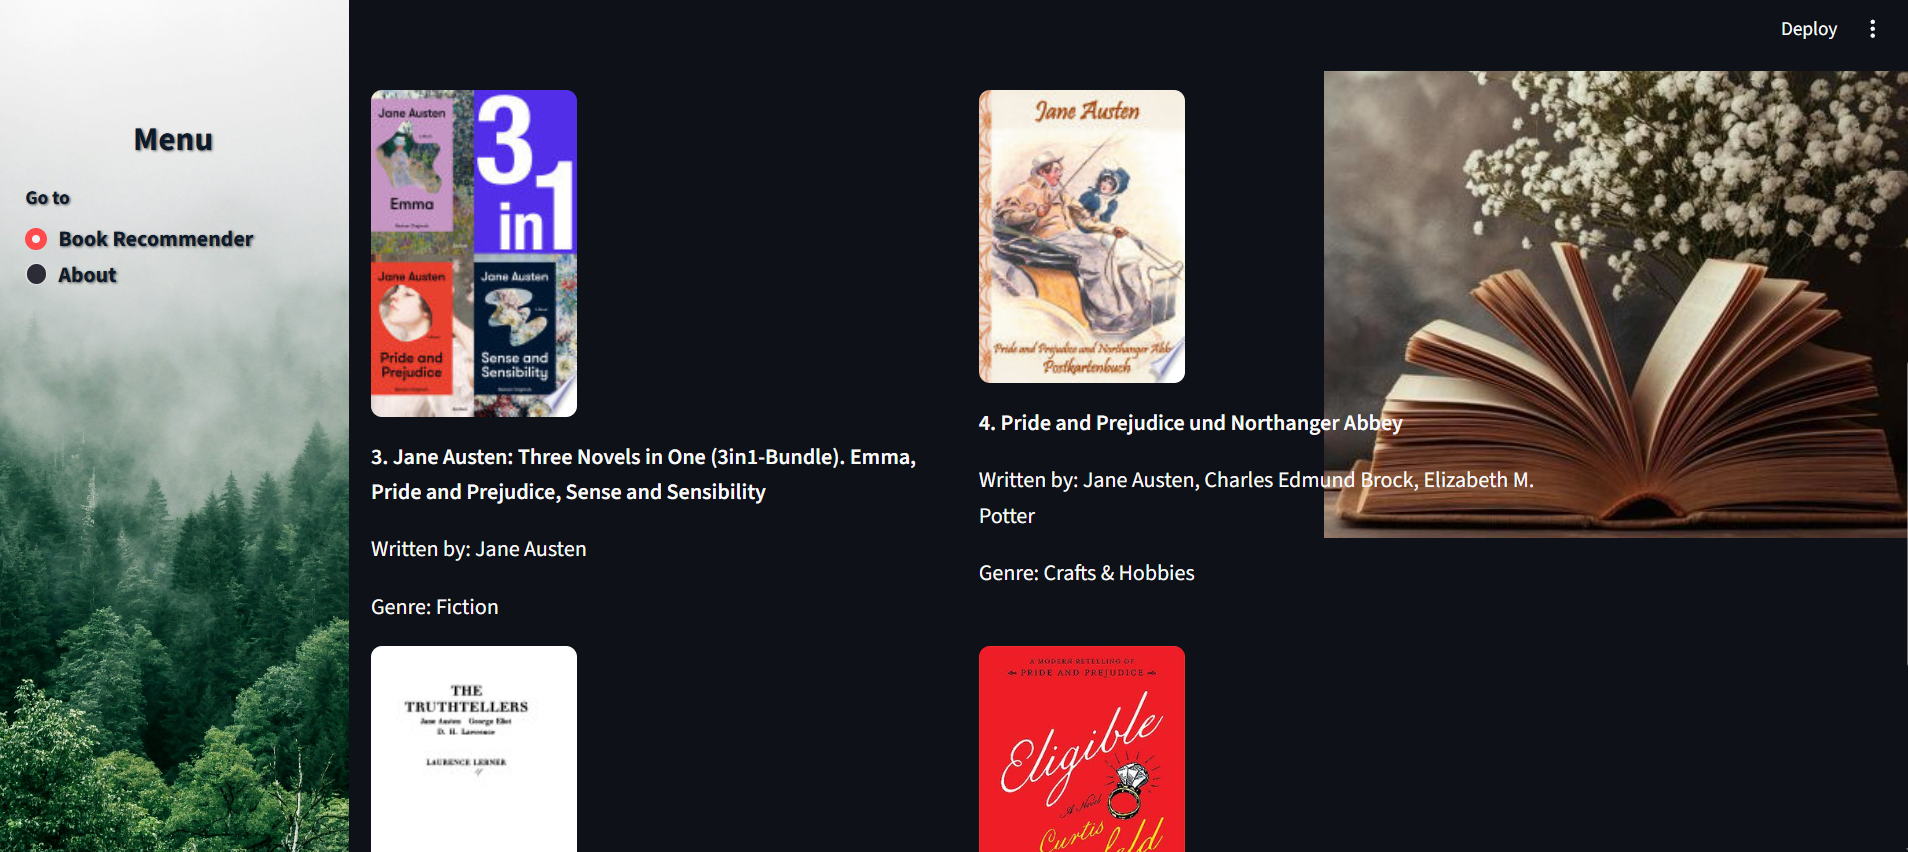 Deploy
Menu
Go to
Book Recommender
About
Jane Austen
Emma
3
in1
Jane Austen
Pride and
Prejudice
Jane Austen
Sense and
Sensibility
3. Jane Austen: Three Novels in One (3in1-Bundle). Emma,
Pride and Prejudice, Sense and Sensibility
Written by: Jane Austen
Genre: Fiction
Jane Austen
Pride and Prejudice und Northanger Abb
Postkartenbuch
4. Pride and Prejudice und Northanger Abbey
Written by: Jane Austen, Charles Edmund Brock, Elizabeth M.
Potter
Genre: Crafts & Hobbies
THE
TRUTHTELLERS
Jane Austen George Eliot
D. H. Lawrence
LAURENCE LERNER
A MODERN RETELLING OF
PRIDE AND PREJUDICE
Eligible
A Novel
Curtis